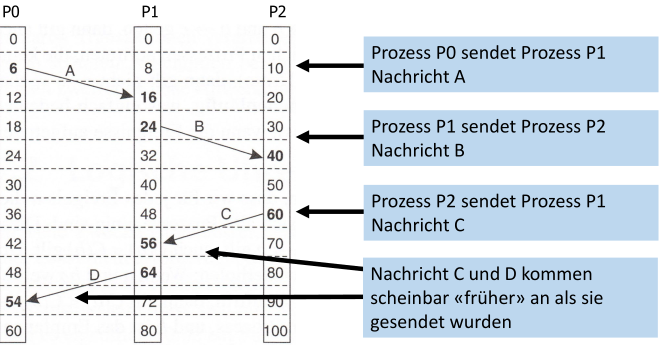 P0 P1 P2
0 0 0
6 8 10
A
12 16 20
18 24 30
B
24 32 40
30 40 50
36 48 60
C
42 56 70
48 64 80
D
54 72 90
60 80 100
Prozess P0 sendet Prozess P1
Nachricht A
Prozess P1 sendet Prozess P2
Nachricht B
Prozess P2 sendet Prozess P1
Nachricht C
Nachricht C und D kommen
scheinbar «früher» an als sie
gesendet wurden